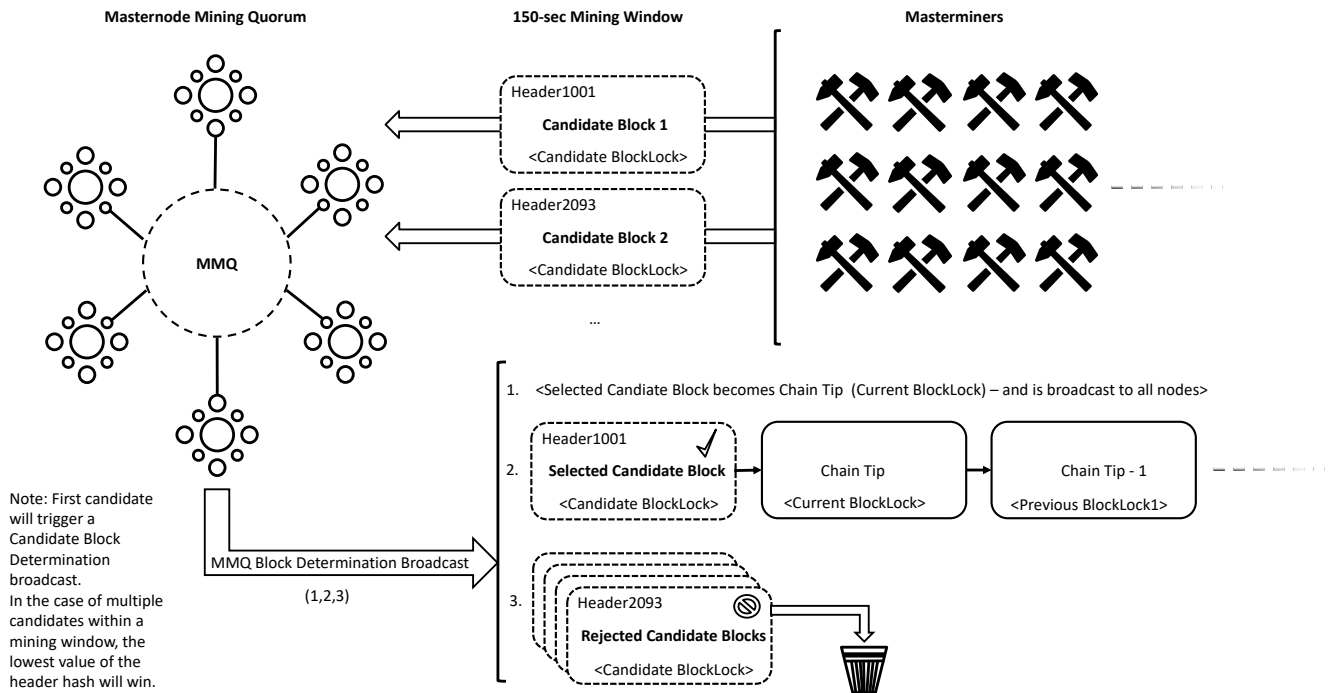 Masternode Mining Quorum
150-sec Mining Window
Masterminers
Header1001
Candidate Block 1
<Candidate BlockLock>
Header2093
Candidate Block 2
<Candidate BlockLock>
...
MMQ
1. <Selected Candiate Block becomes Chain Tip (Current BlockLock) – and is broadcast to all nodes>
Header1001
2. Selected Candidate Block
<Candidate BlockLock>
Chain Tip
<Current BlockLock>
Chain Tip - 1
<Previous BlockLock1>
Note: First candidate
will trigger a
Candidate Block
Determination
broadcast.
In the case of multiple
candidates within a
mining window, the
lowest value of the
header hash will win.
MMQ Block Determination Broadcast
(1,2,3)
3. Header2093
Rejected Candidate Blocks
<Candidate BlockLock>